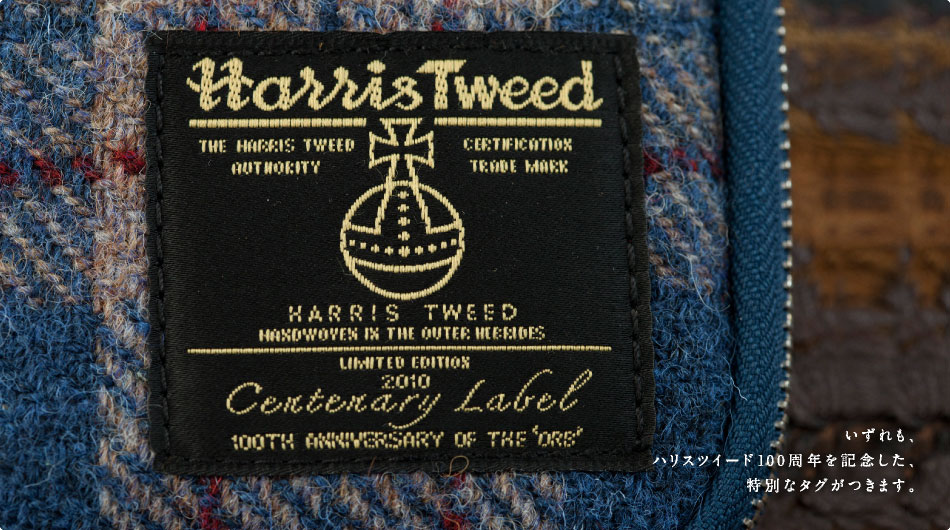 Harris Tweed
THE HARRIS TWEED
AUTHORITY
CERTIFICATION
TRADE MARK
HARRIS TWEED
HANDWOVEN IN THE OUTER HEBRIDES
LIMITED EDITION
2010
Centenary Label
100TH ANNIVERSARY OF THE 'ORB'
いずれも、
ハリスツイード100周年を記念した、
特別なタグがつきます。